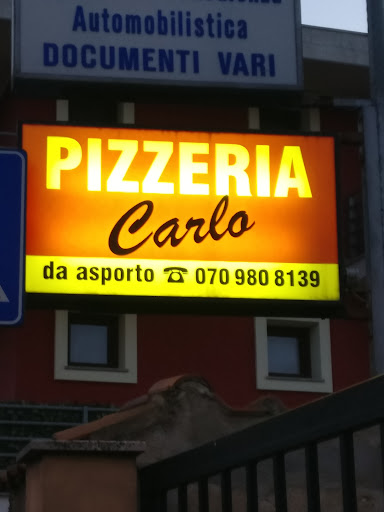 Automobilistica
DOCUMENTI VARI
PIZZERIA
Carlo
da asporto ☎ 070 980 8139